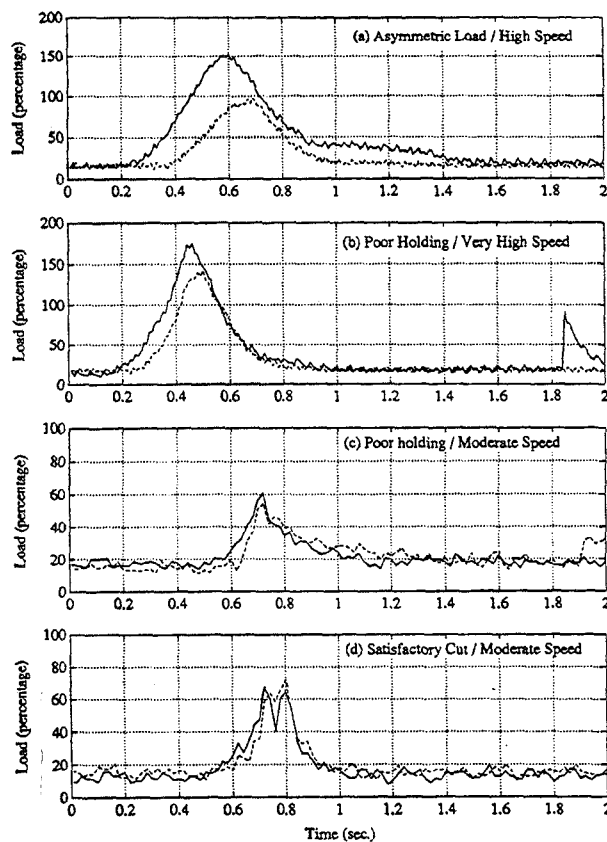 200
(a) Asymmetric Load / High Speed
150
100
50
0
Load (percentage)
0 0.2 0.4 0.6 0.8 1 1.2 1.4 1.6 1.8 2
200
(b) Poor Holding / Very High Speed
150
100
50
0
Load (percentage)
0 0.2 0.4 0.6 0.8 1 1.2 1.4 1.6 1.8 2
100
(c) Poor holding / Moderate Speed
80
60
40
20
0
Load (percentage)
0 0.2 0.4 0.6 0.8 1 1.2 1.4 1.6 1.8 2
100
(d) Satisfactory Cut / Moderate Speed
80
60
40
20
0
Load (percentage)
0 0.2 0.4 0.6 0.8 1 1.2 1.4 1.6 1.8 2
Time (sec.)